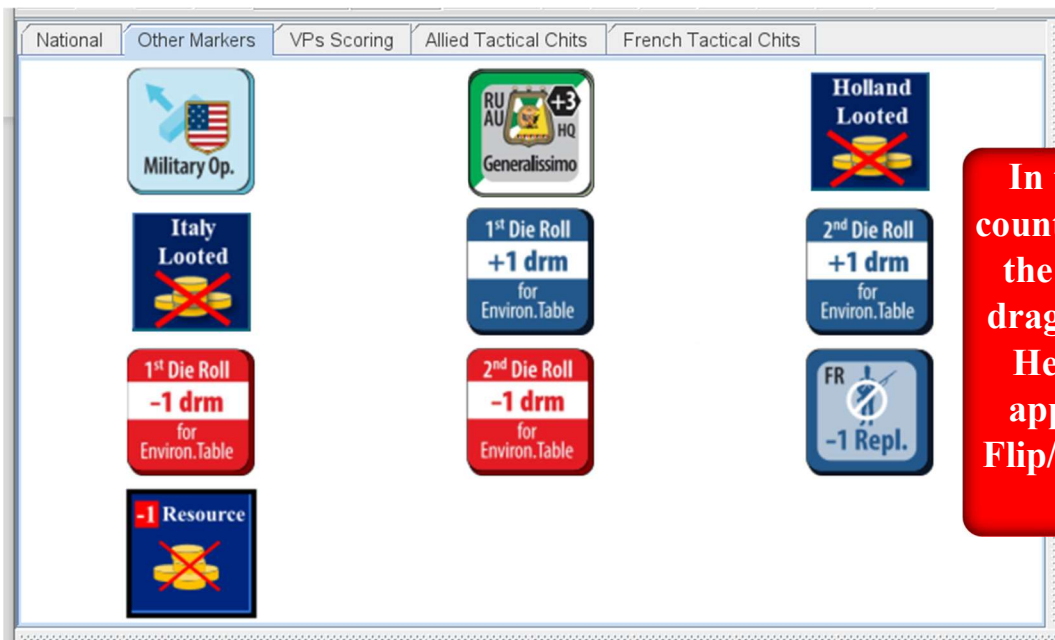 National Other Markers VPs Scoring Allied Tactical Chits French Tactical Chits
Military Op.
RU
AU
+3
HQ
Generalissimo
Holland
Looted
Italy
Looted
1st Die Roll
+1 drm
for
Environ.Table
2nd Die Roll
+1 drm
for
Environ.Table
1st Die Roll
−1 drm
for
Environ.Table
2nd Die Roll
−1 drm
for
Environ.Table
FR
−1 Repl.
-1 Resource
In
count
the
drag
He
app
Flip/